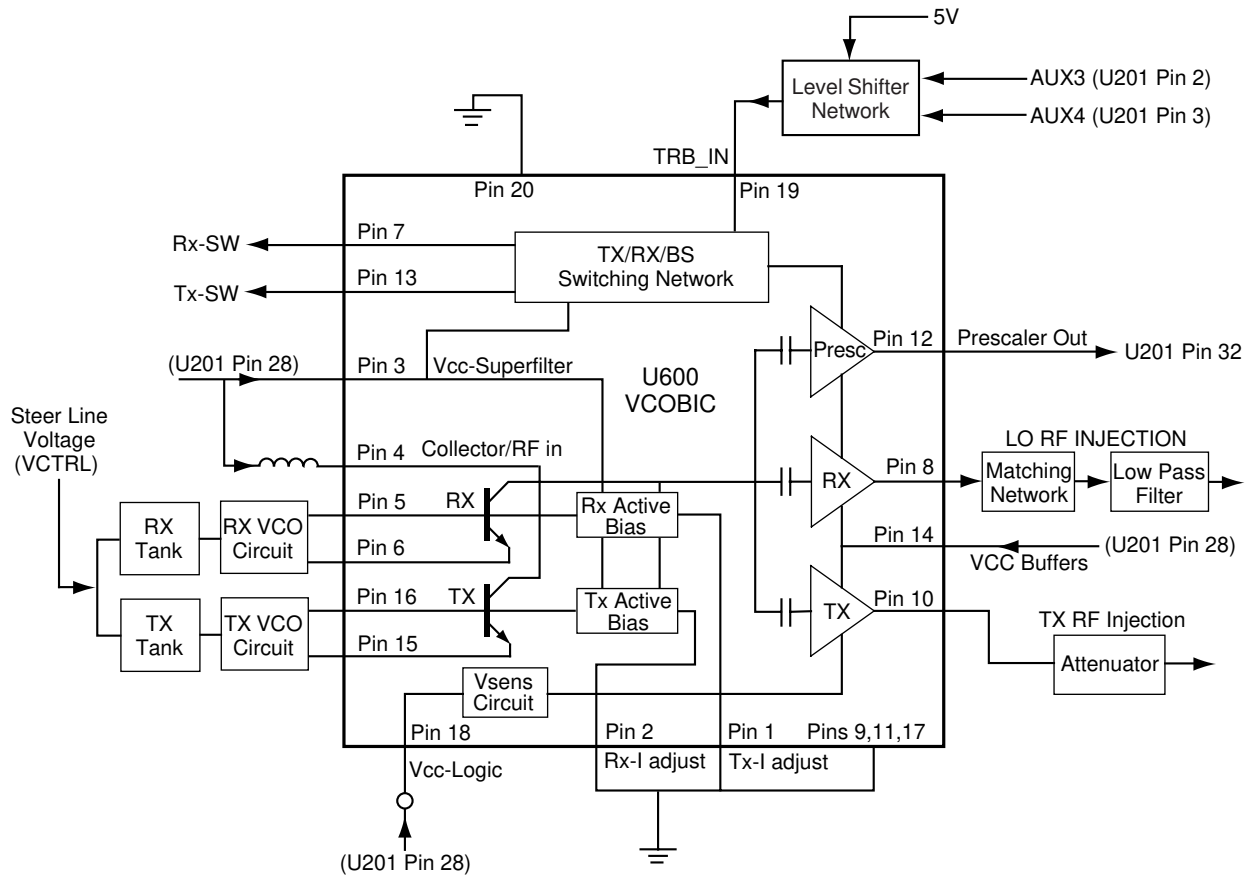 5V
Level Shifter
Network
AUX3 (U201 Pin 2)
AUX4 (U201 Pin 3)
TRB_IN
Pin 20
Pin 19
Rx-SW
Pin 7
TX/RX/BS
Switching Network
Tx-SW
Pin 13
Presc
Pin 12
Prescaler Out
U201 Pin 32
(U201 Pin 28)
Pin 3
Vcc-Superfilter
U600
VCOBIC
Steer Line
Voltage
(VCTRL)
Pin 4
Collector/RF in
LO RF INJECTION
RX
Pin 8
Matching
Network
Low Pass
Filter
Pin 5
RX
Rx Active
Bias
RX
Tank
RX VCO
Circuit
Pin 6
Pin 14
VCC Buffers
(U201 Pin 28)
Pin 16
TX
Tx Active
Bias
TX
Pin 10
TX
Tank
TX VCO
Circuit
Pin 15
TX RF Injection
Attenuator
Vsens
Circuit
Pin 18
Pin 2
Pin 1
Pins 9,11,17
Vcc-Logic
Rx-I adjust
Tx-I adjust
(U201 Pin 28)